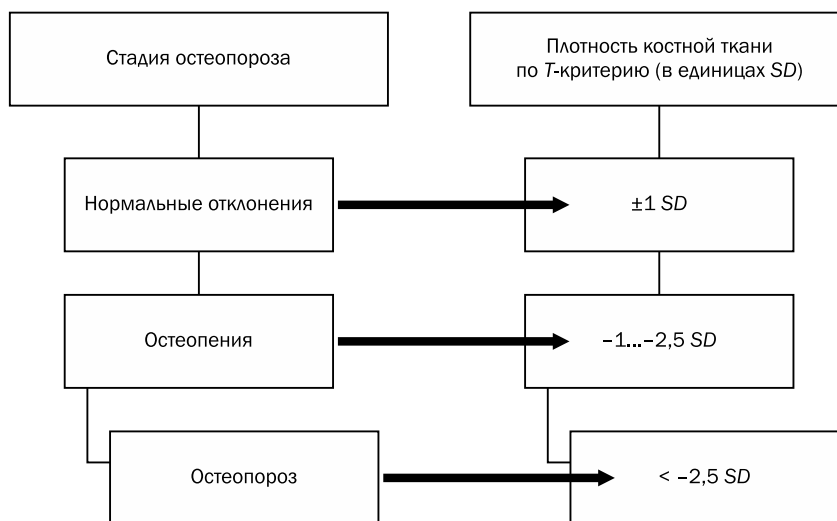 Стадия остеопороза
Плотность костной ткани
по T-критерию (в единицах SD)
Нормальные отклонения
±1 SD
Остеопения
–1...–2,5 SD
Остеопороз
< –2,5 SD